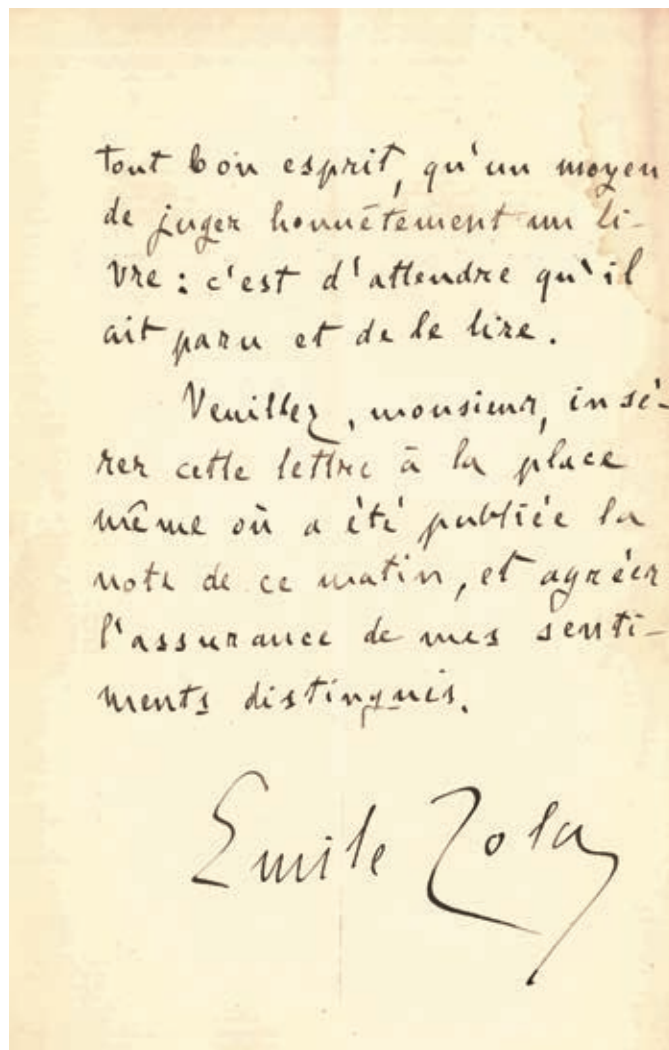 tout bon esprit, qu'un moyen
de juger honnêtement un li-
vre : c'est d'attendre qu'il
ait paru et de le lire.
Veuillez, monsieur, insé-
rer cette lettre à la place
même où a été publiée la
note de ce matin, et agréer
l'assurance de mes senti-
ments distingués.
Emile Zola